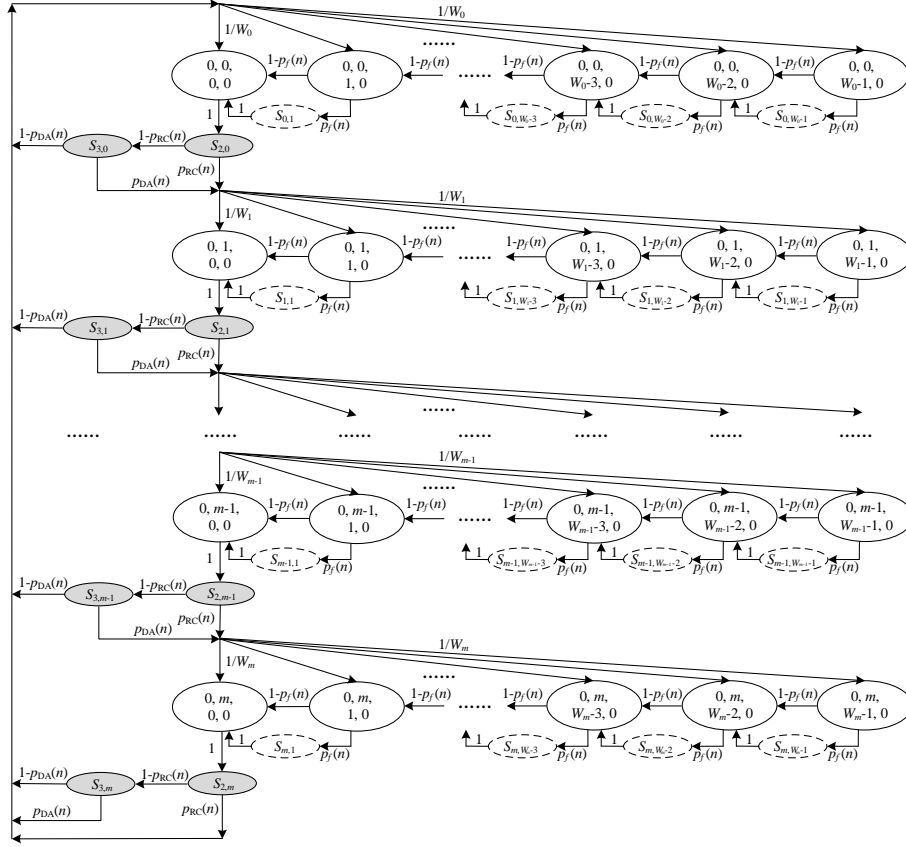 1/W0
1/W0
......
1-pf(n) 1-pf(n) 1-pf(n) 1-pf(n) 1-pf(n)
0, 0, 0, 0, 0, 0, 0, 0, 0, 0,
0, 0 1, 0 ...... W0-3, 0 W0-2, 0 W0-1, 0
1 S0,1 1 S0,W0-3 1 S0,W0-2 1 S0,W0-1
1 pf(n) pf(n) pf(n) pf(n)
1-pDA(n) S3,0 1-pRC(n) S2,0
pRC(n)
pDA(n)
1/W1
1/W1
......
1-pf(n) 1-pf(n) 1-pf(n) 1-pf(n) 1-pf(n)
0, 1, 0, 1, 0, 1, 0, 1, 0, 1,
0, 0 1, 0 ...... W1-3, 0 W1-2, 0 W1-1, 0
1 S1,1 1 S1,W1-3 1 S1,W1-2 1 S1,W1-1
1 pf(n) pf(n) pf(n) pf(n)
1-pDA(n) S3,1 1-pRC(n) S2,1
pRC(n)
pDA(n)
......
...... ...... ...... ...... ...... ...... ......
1/Wm-1
1/Wm-1
......
1-pf(n) 1-pf(n) 1-pf(n) 1-pf(n) 1-pf(n)
0, m-1, 0, m-1, 0, m-1, 0, m-1, 0, m-1,
0, 0 1, 0 ...... Wm-1-3, 0 Wm-1-2, 0 Wm-1-1, 0
1 Sm-1,1 1 Sm-1,Wm-1-3 1 Sm-1,Wm-1-2 1 Sm-1,Wm-1-1
1 pf(n) pf(n) pf(n) pf(n)
1-pDA(n) S3,m-1 1-pRC(n) S2,m-1
pRC(n)
pDA(n)
1/Wm
1/Wm
......
1-pf(n) 1-pf(n) 1-pf(n) 1-pf(n) 1-pf(n)
0, m, 0, m, 0, m, 0, m, 0, m,
0, 0 1, 0 ...... Wm-3, 0 Wm-2, 0 Wm-1, 0
1 Sm,1 1 1 1
1 pf(n) pf(n) pf(n) pf(n)
1-pDA(n) S3,m 1-pRC(n) S2,m
pDA(n) pRC(n)